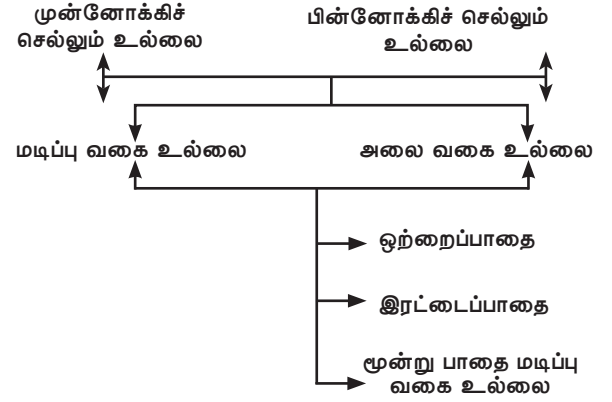 முன்னோக்கிச்
செல்லும் உல்லை
பின்னோக்கிச் செல்லும்
உல்லை
மடிப்பு வகை உல்லை
அலை வகை உல்லை
ஒற்றைப்பாதை
இரட்டைப்பாதை
மூன்று பாதை மடிப்பு
வகை உல்லை